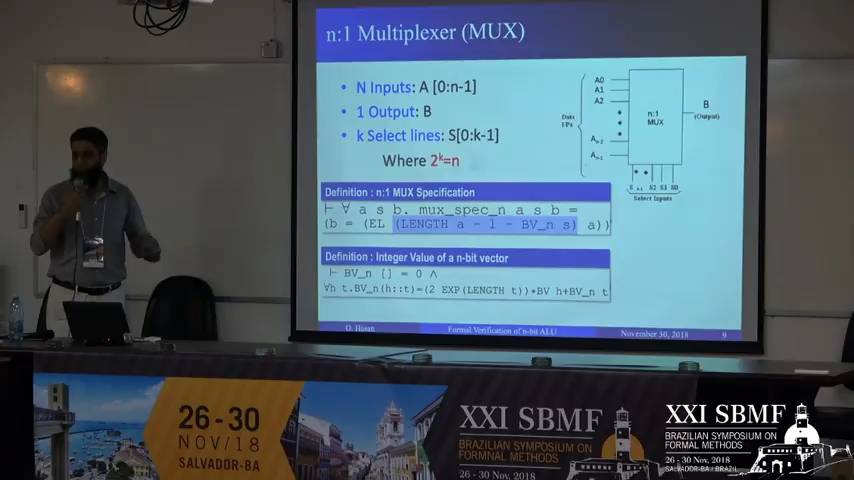 n:1 Multiplexer (MUX)
• N Inputs: A [0:n-1]
• 1 Output: B
• k Select lines: S[0:k-1]
Where 2^k=n
A0
A1
A2
Data
I/Ps
n:1
MUX
B
(Output)
A n-2
A n-1
S k-1 S2 S1 S0
Select Inputs
Definition : n:1 MUX Specification
⊢ ∀ a s b. mux_spec_n a s b =
(b = (EL (LENGTH a - 1 - BV_n s) a))
Definition : Integer Value of a n-bit vector
⊢ BV_n [] = 0 ∧
∀h t.BV_n(h::t)=(2 EXP(LENGTH t))*BV h+BV_n t
O. Hasan
Formal Verification of n-bit ALU
November 30, 2018
9
26-30
NOV/18
SALVADOR-BA
XXI SBMF
BRAZILIAN SYMPOSIUM ON
FORMNAL METHODS
26 - 30 Nov, 2018
XXI SBMF
BRAZILIAN SYMPOSIUM ON
FORMAL METHODS
26 - 30 Nov, 2018
SALVADOR-BA / BRAZIL